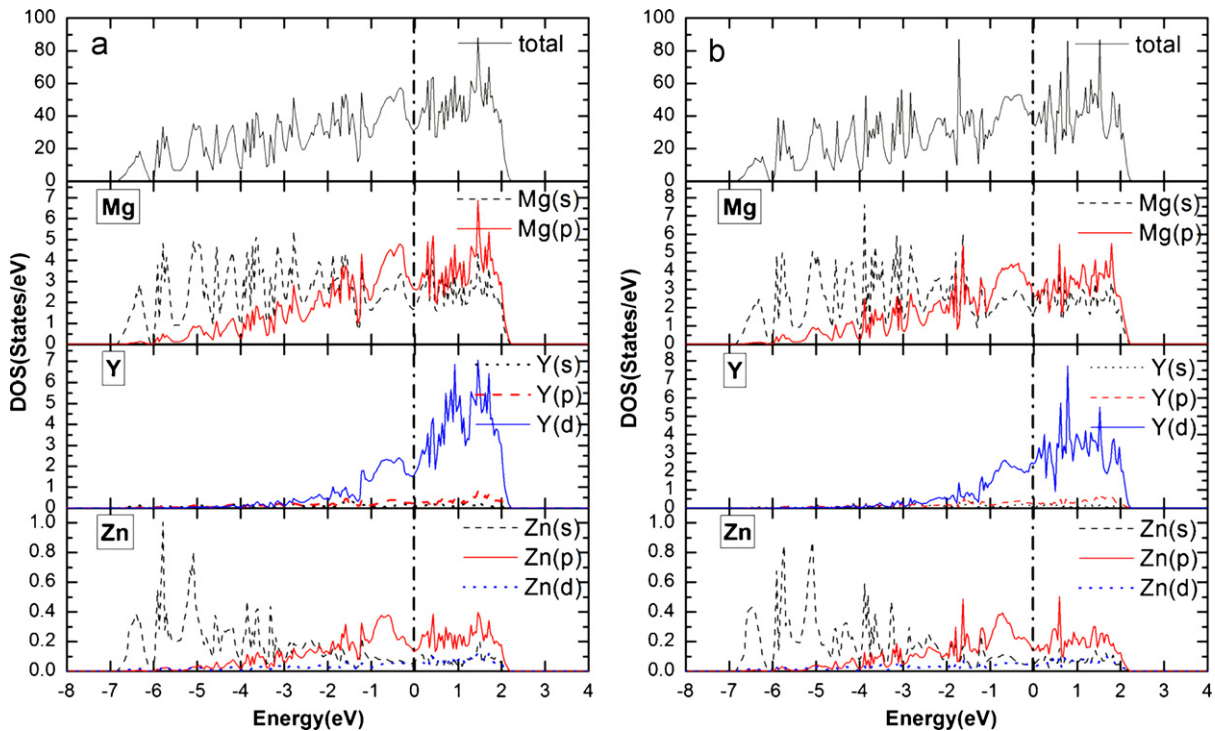 a
total
100
80
60
40
20
0
Mg
Mg(s)
Mg(p)
7
6
5
4
3
2
1
0
Y
Y(s)
Y(p)
Y(d)
7
6
5
4
3
2
1
0
Zn
Zn(s)
Zn(p)
Zn(d)
1.0
0.8
0.6
0.4
0.2
0.0
DOS(States/eV)
-8 -7 -6 -5 -4 -3 -2 -1 0 1 2 3 4
Energy(eV)
b
total
100
80
60
40
20
0
Mg
Mg(s)
Mg(p)
8
7
6
5
4
3
2
1
0
Y
Y(s)
Y(p)
Y(d)
8
7
6
5
4
3
2
1
0
Zn
Zn(s)
Zn(p)
Zn(d)
1.0
0.8
0.6
0.4
0.2
0.0
DOS(States/eV)
-8 -7 -6 -5 -4 -3 -2 -1 0 1 2 3 4
Energy(eV)